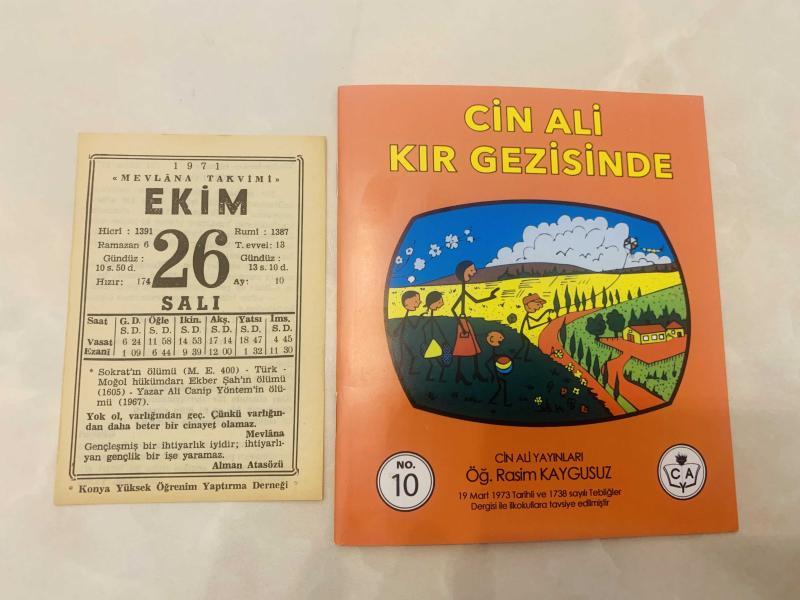 1971
«MEVLÂNA TAKVİMİ»
EKİM
Hicrî : 1391
Ramazan 6
Gündüz :
10 s. 50 d.
Hızır: 174
26
Rumî : 1387
T. evvel: 13
Gündüz :
13 s. 10 d.
Ay: 10
SALI
Saat G. D. Öğle İkin. Akş. Yatsı İms.
S. D. S. D. S. D. S. D. S. D. S. D.
Vasat 6 24 11 58 14 53 17 14 18 47 4 45
Ezanî 1 09 6 44 9 39 12 00 1 32 11 30
* Sokrat'ın ölümü (M. E. 400) - Türk -
Moğol hükümdarı Ekber Şah'ın ölümü
(1605) - Yazar Ali Canip Yöntem'in ölü-
mü (1967).
Yok ol, varlığından geç. Çünkü varlığın-
dan daha beter bir cinayet olamaz.
Mevlâna
Gençleşmiş bir ihtiyarlık iyidir; ihtiyarlı-
yan gençlik bir işe yaramaz.
Alman Atasözü
* Konya Yüksek Öğrenim Yaptırma Derneği *
CİN ALİ
KIR GEZİSİNDE
CİN ALİ YAYINLARI
Öğ. Rasim KAYGUSUZ
19 Mart 1973 Tarihli ve 1738 sayılı Tebliğler
Dergisi ile ilkokullara tavsiye edilmiştir
NO.
10
C A